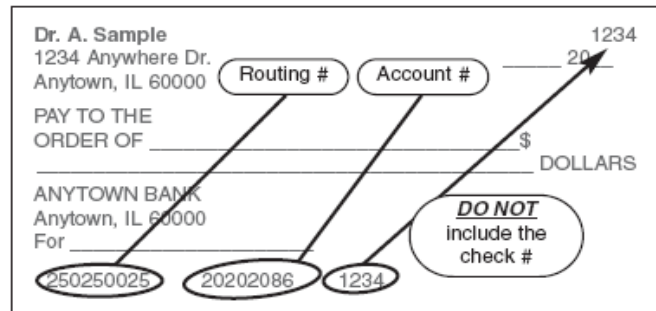 Dr. A. Sample
1234
1234 Anywhere Dr.
20
Anytown, IL 60000
Routing #
Account #
PAY TO THE
ORDER OF $
DOLLARS
ANYTOWN BANK
Anytown, IL 60000
For
DO NOT
include the
check #
250250025 20202086 1234